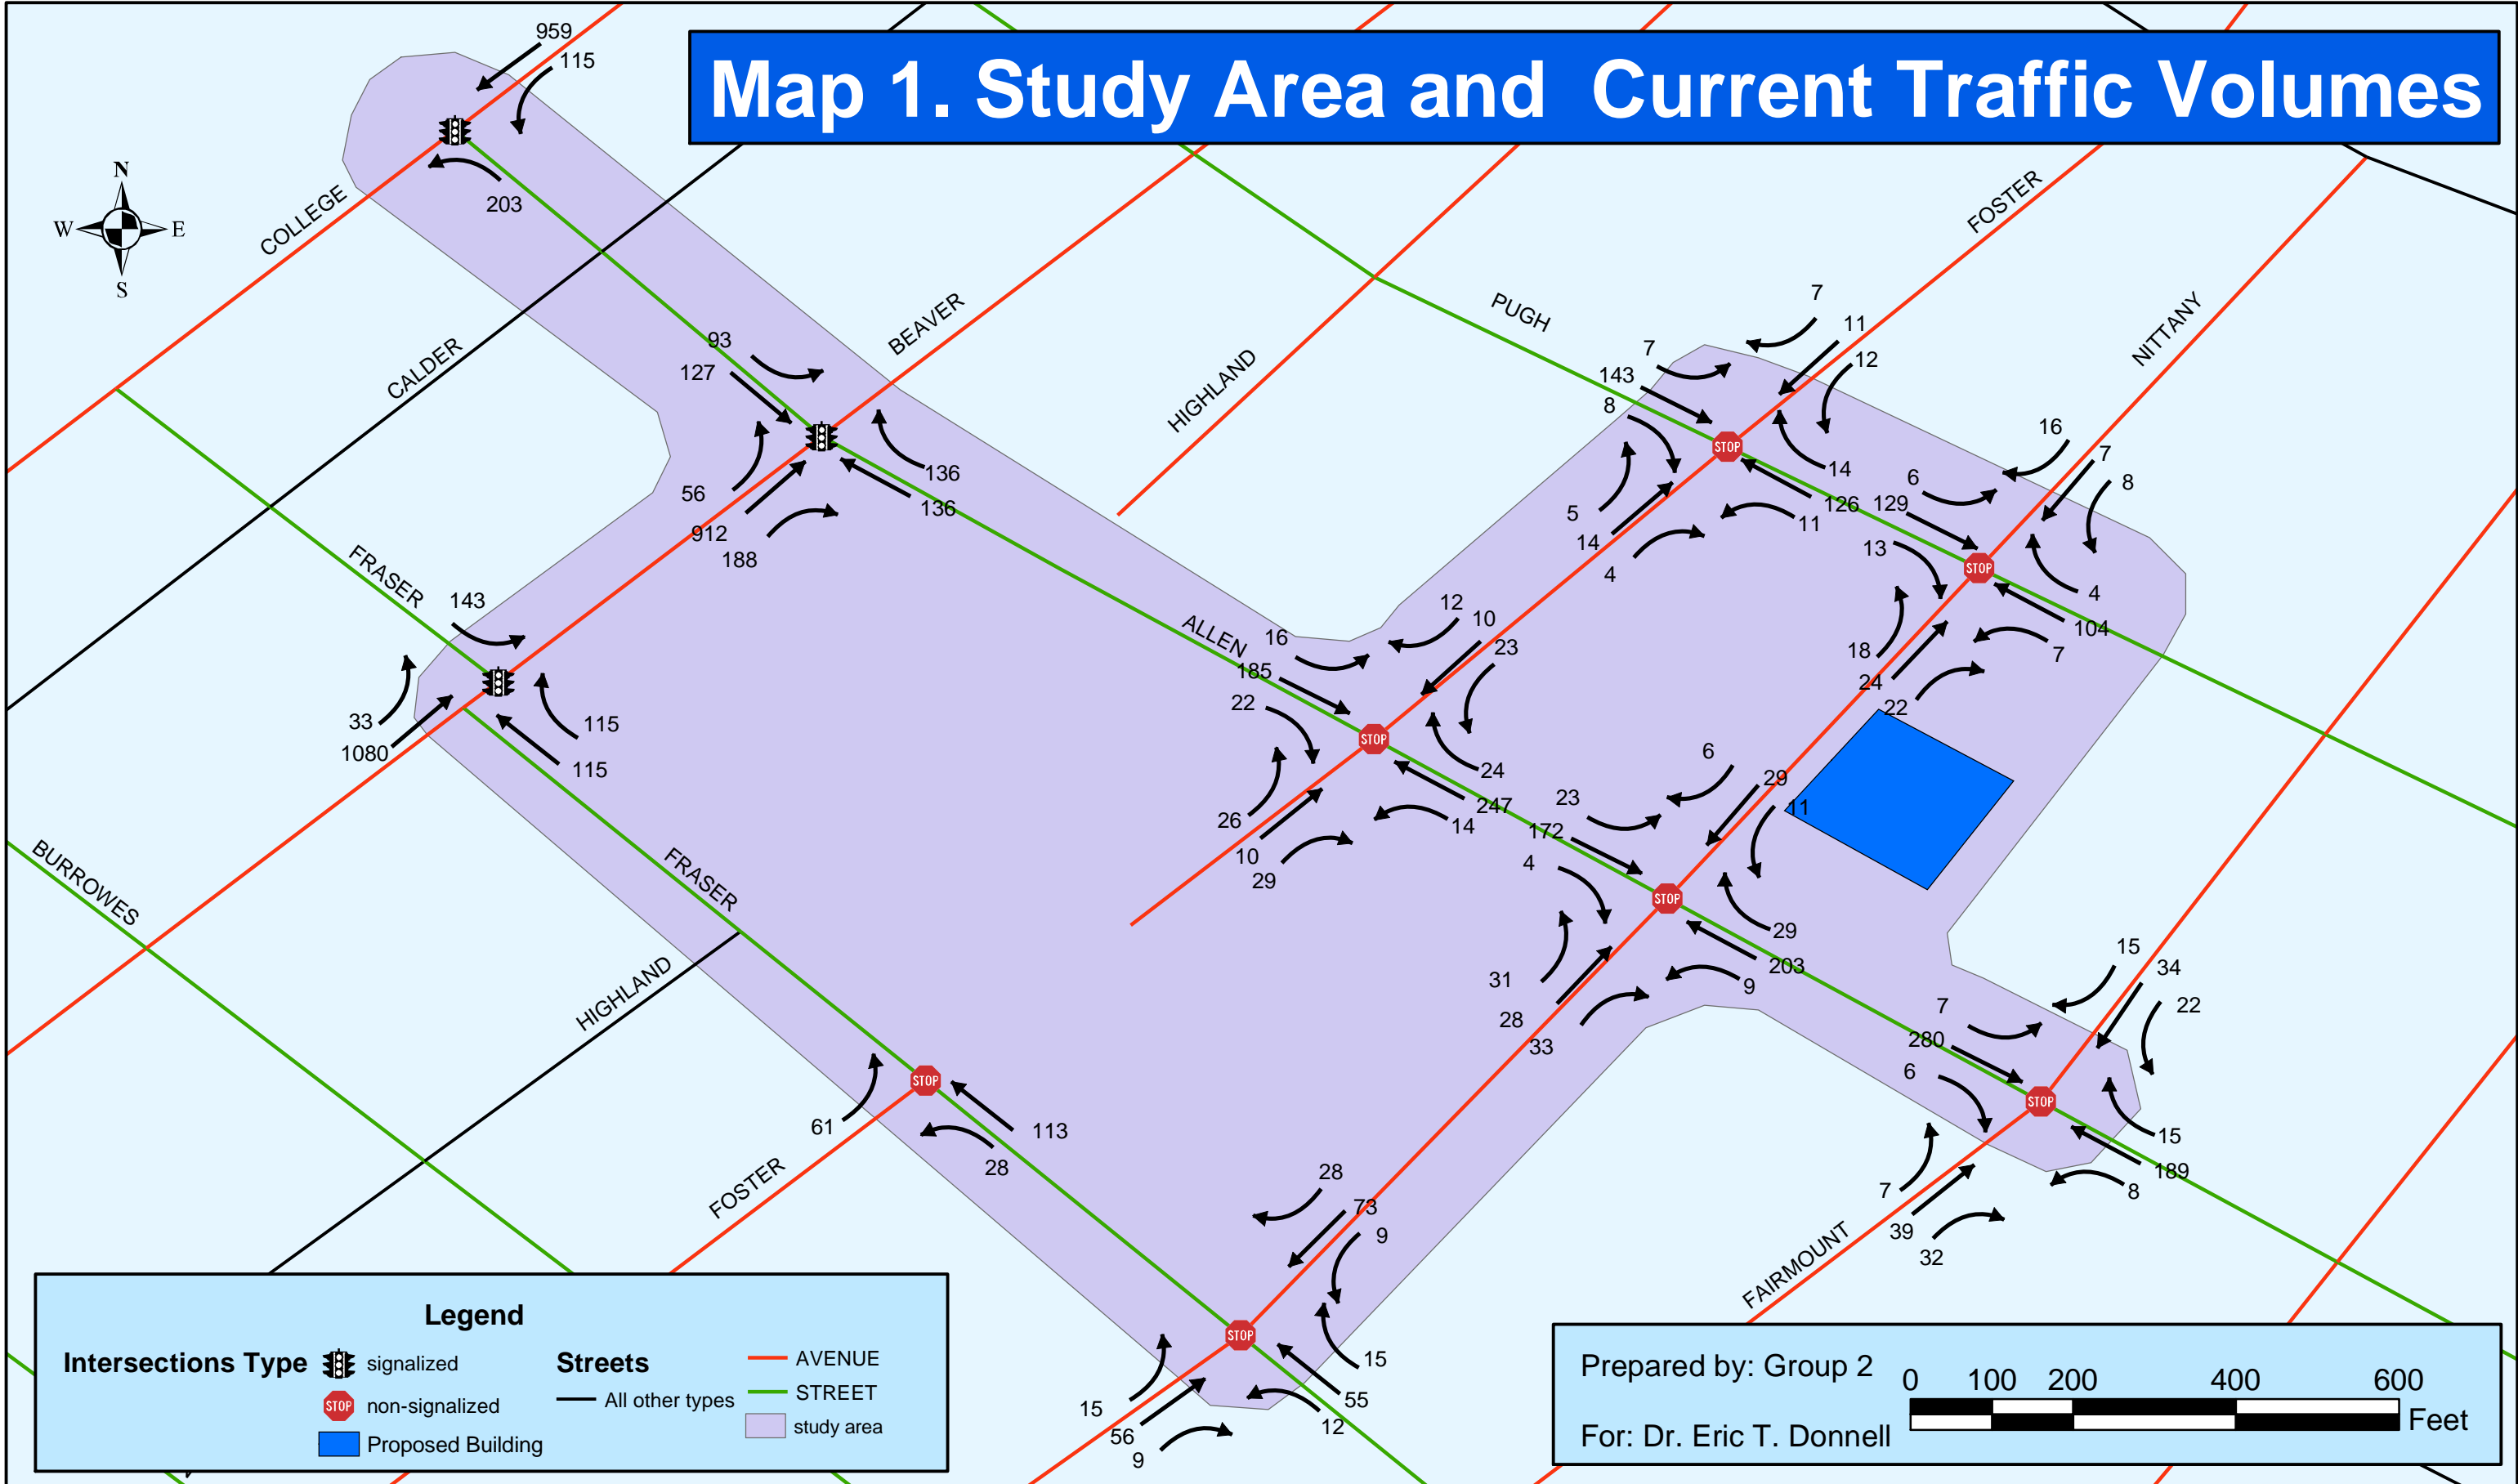 Map 1. Study Area and Current Traffic Volumes
959
115
203
N
W E
S
COLLEGE
CALDER
BEAVER
HIGHLAND
PUGH
FOSTER
NITTANY
93
127
136
136
56
912
188
FRASER
143
33
1080
115
115
BURROWES
ALLEN
7
11
12
7
143
8
14
126
11
5
14
4
16
7
8
6
129
13
4
104
7
18
24
22
12
10
23
16
185
22
24
247
14
26
10
29
6
29
11
23
172
4
29
203
9
31
28
33
FRASER
HIGHLAND
FOSTER
STOP
STOP
STOP
STOP
STOP
STOP
STOP
61
113
28
15
34
22
7
280
6
15
189
8
7
39
32
FAIRMOUNT
28
73
9
15
55
12
15
56
9
Legend
Intersections Type
signalized
STOP non-signalized
Proposed Building
Streets
All other types
AVENUE
STREET
study area
Prepared by: Group 2
For: Dr. Eric T. Donnell
0 100 200 400 600
Feet